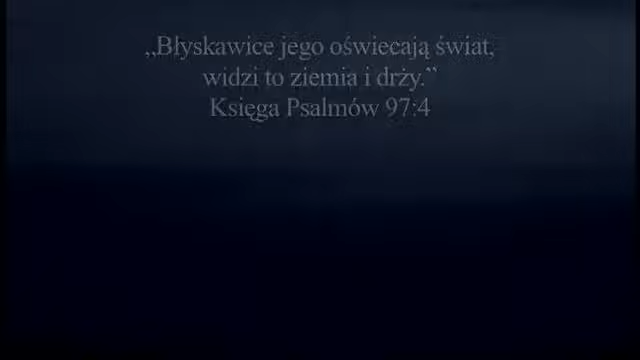 „Błyskawice jego oświecają świat,
widzi to ziemia i drży.”
Księga Psalmów 97:4